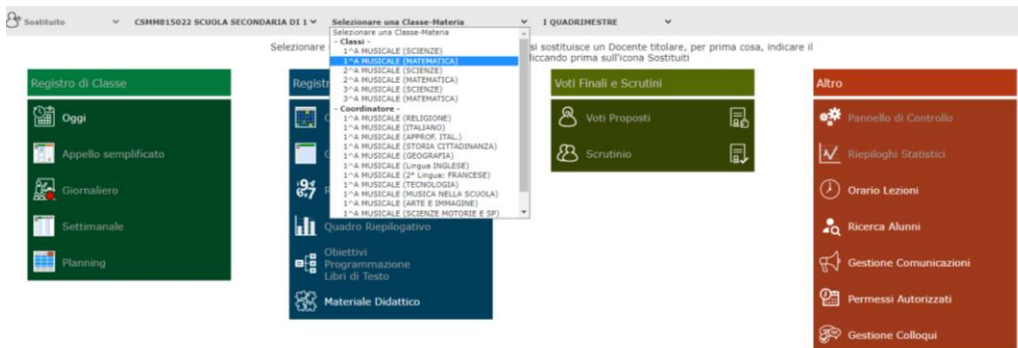 Sostituito
CSMM815022 SCUOLA SECONDARIA DI 1
Selezionare una Classe-Materia
I QUADRIMESTRE
Selezionare
si sostituisce un Docente titolare, per prima cosa, indicare il
liccando prima sull'icona Sostituiti
Selezionare una Classe-Materia
- Classi -
1^A MUSICALE (SCIENZE)
1^A MUSICALE (MATEMATICA)
2^A MUSICALE (SCIENZE)
2^A MUSICALE (MATEMATICA)
3^A MUSICALE (SCIENZE)
3^A MUSICALE (MATEMATICA)
- Coordinatore -
1^A MUSICALE (RELIGIONE)
1^A MUSICALE (ITALIANO)
1^A MUSICALE (APPROF. ITAL.)
1^A MUSICALE (STORIA CITTADINANZA)
1^A MUSICALE (GEOGRAFIA)
1^A MUSICALE (Lingua INGLESE)
1^A MUSICALE (2° Lingua: FRANCESE)
1^A MUSICALE (TECNOLOGIA)
1^A MUSICALE (MUSICA NELLA SCUOLA)
1^A MUSICALE (ARTE E IMMAGINE)
1^A MUSICALE (SCIENZE MOTORIE E SP)
Registro di Classe
Oggi
Appello semplificato
Giornaliero
Settimanale
Planning
Regist
Quadro Riepilogativo
Obiettivi
Programmazione
Libri di Testo
Materiale Didattico
Voti Finali e Scrutini
Voti Proposti
Scrutinio
Altro
Pannello di Controllo
Riepiloghi Statistici
Orario Lezioni
Ricerca Alunni
Gestione Comunicazioni
Permessi Autorizzati
Gestione Colloqui